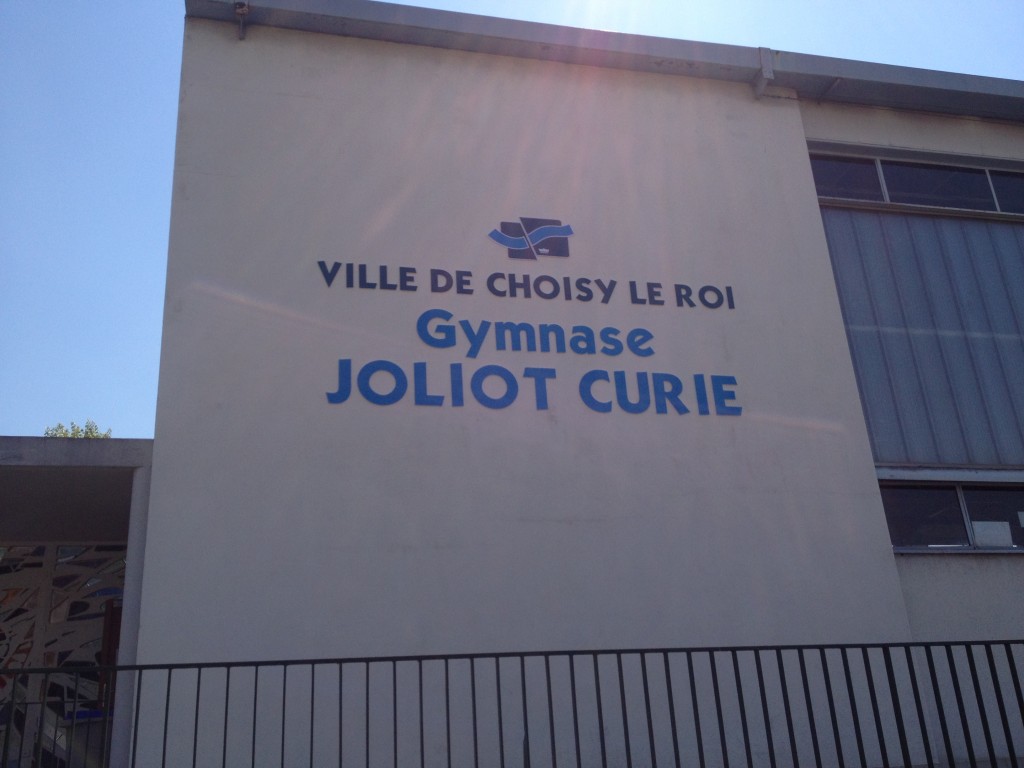 VILLE DE CHOISY LE ROI
Gymnase
JOLIOT CURIE